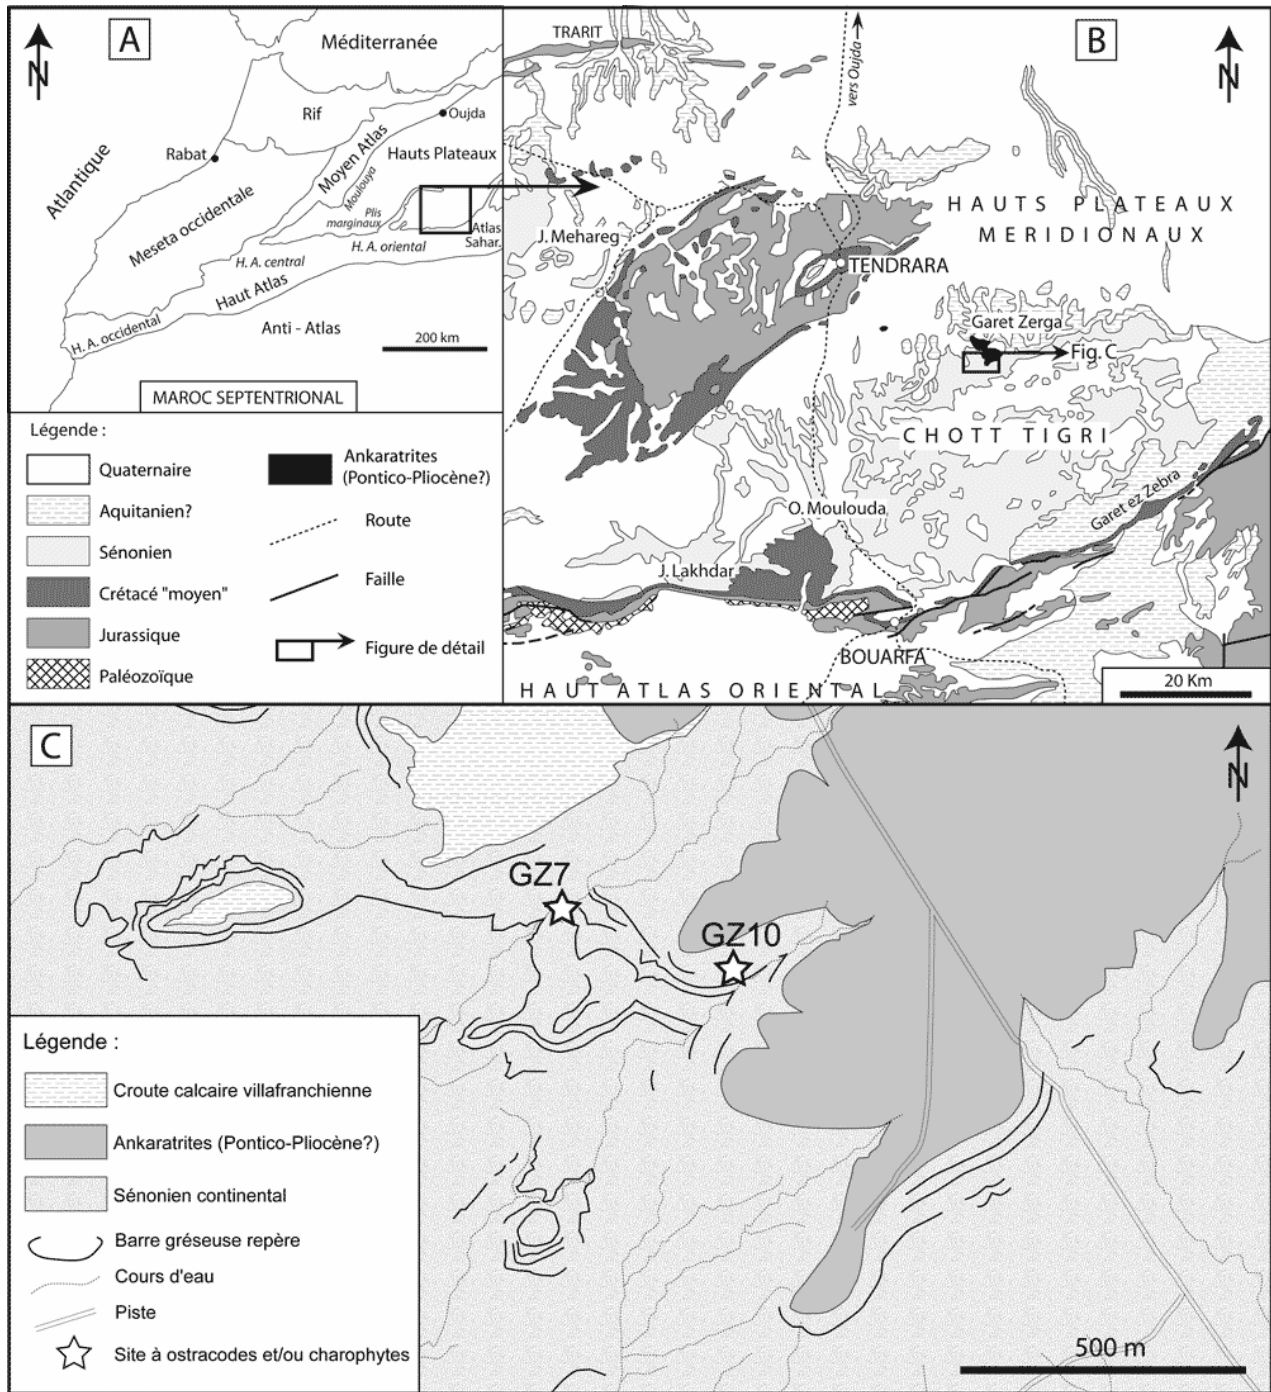 A
N
Méditerranée
Rif
Oujda
Rabat
Atlantique
Moyen Atlas
Moulouya
Hauts Plateaux
Plis
marginaux
Meseta occidentale
Atlas
Sahar.
H. A. oriental
H. A. central
Haut Atlas
H. A. occidental
Anti - Atlas
200 km
MAROC SEPTENTRIONAL
Légende :
Quaternaire
Aquitanien?
Sénonien
Crétacé "moyen"
Jurassique
Paléozoïque
Ankaratrites
(Pontico-Pliocène?)
Route
Faille
Figure de détail
B
N
TRARIT
vers Oujda
HAUTS PLATEAUX
MERIDIONAUX
J. Mehareg
TENDRARA
Garet Zerga
Fig. C
CHOTT TIGRI
Garet ez Zebra
O. Moulouda
J. Lakhdar
BOUARFA
HAUT ATLAS ORIENTAL
20 Km
C
N
GZ7
GZ10
Légende :
Croute calcaire villafranchienne
Ankaratrites (Pontico-Pliocène?)
Sénonien continental
Barre gréseuse repère
Cours d'eau
Piste
Site à ostracodes et/ou charophytes
500 m